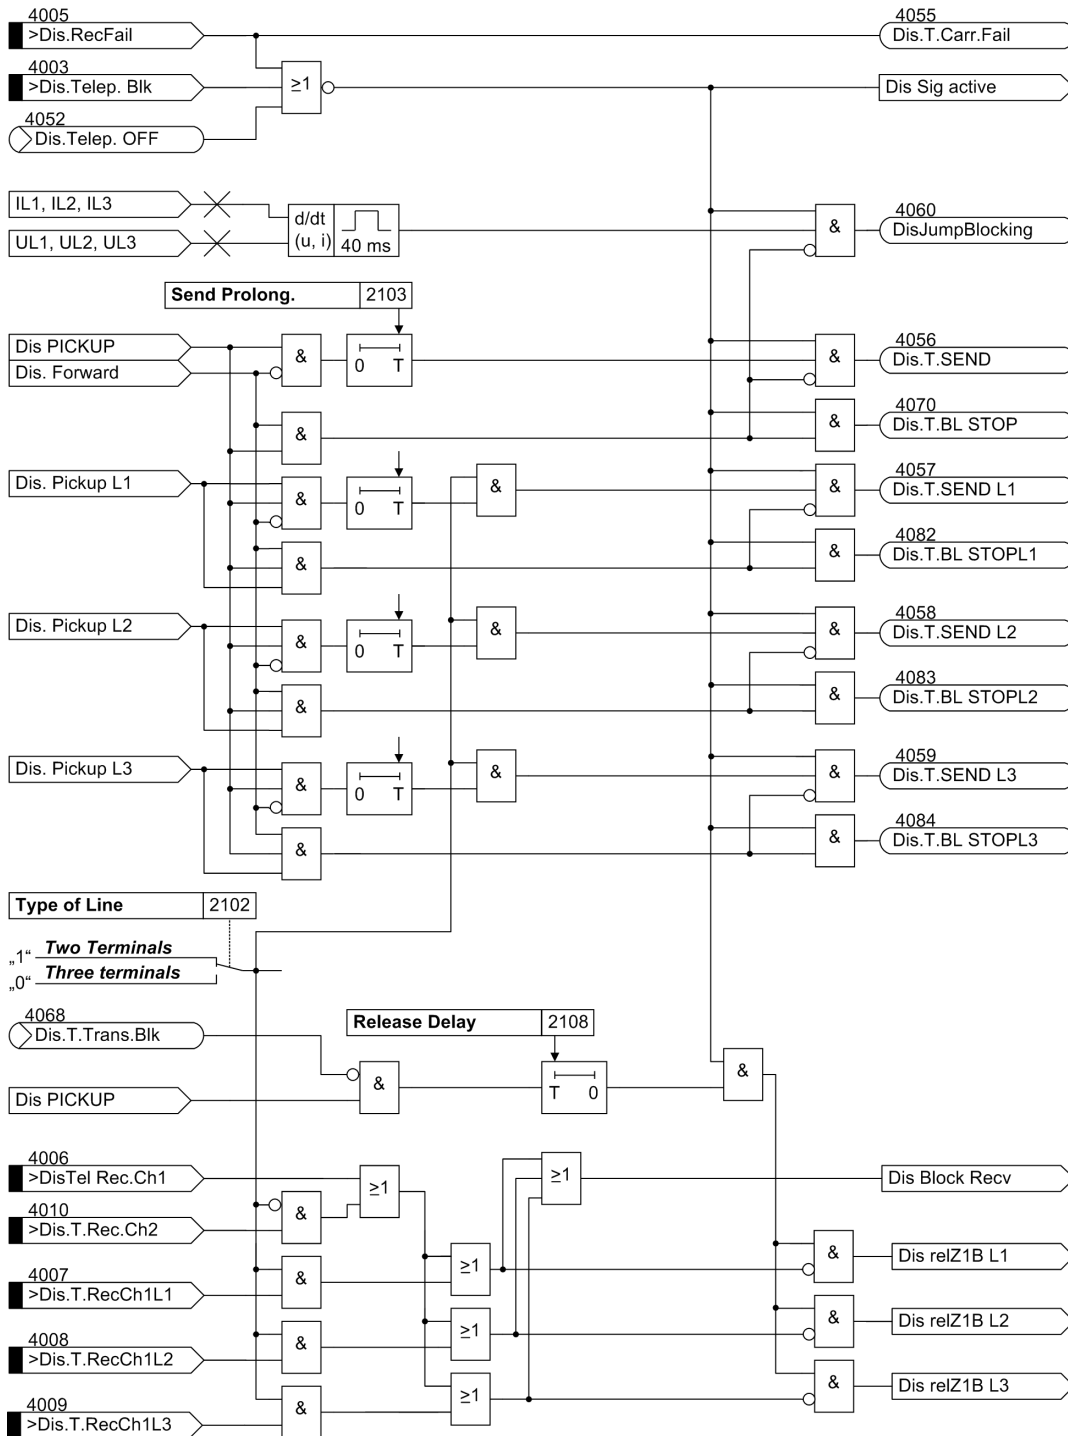 4005
>Dis.RecFail
4055
Dis.T.Carr.Fail
4003
>Dis.Telep. Blk
≥1
Dis Sig active
4052
Dis.Telep. OFF
IL1, IL2, IL3
UL1, UL2, UL3
d/dt
(u, i)
40 ms
&
4060
DisJumpBlocking
Send Prolong.
2103
Dis PICKUP
Dis. Forward
&
0 T
&
4056
Dis.T.SEND
&
&
4070
Dis.T.BL STOP
Dis. Pickup L1
&
0 T
&
&
4057
Dis.T.SEND L1
&
&
4082
Dis.T.BL STOPL1
Dis. Pickup L2
&
0 T
&
&
4058
Dis.T.SEND L2
&
&
4083
Dis.T.BL STOPL2
Dis. Pickup L3
&
0 T
&
&
4059
Dis.T.SEND L3
&
&
4084
Dis.T.BL STOPL3
Type of Line
2102
„1“ Two Terminals
„0“ Three terminals
4068
Dis.T.Trans.Blk
Release Delay
2108
Dis PICKUP
&
T 0
&
4006
>DisTel Rec.Ch1
≥1
≥1
Dis Block Recv
4010
>Dis.T.Rec.Ch2
&
4007
>Dis.T.RecCh1L1
&
≥1
&
Dis relZ1B L1
4008
>Dis.T.RecCh1L2
&
≥1
&
Dis relZ1B L2
4009
>Dis.T.RecCh1L3
&
≥1
&
Dis relZ1B L3